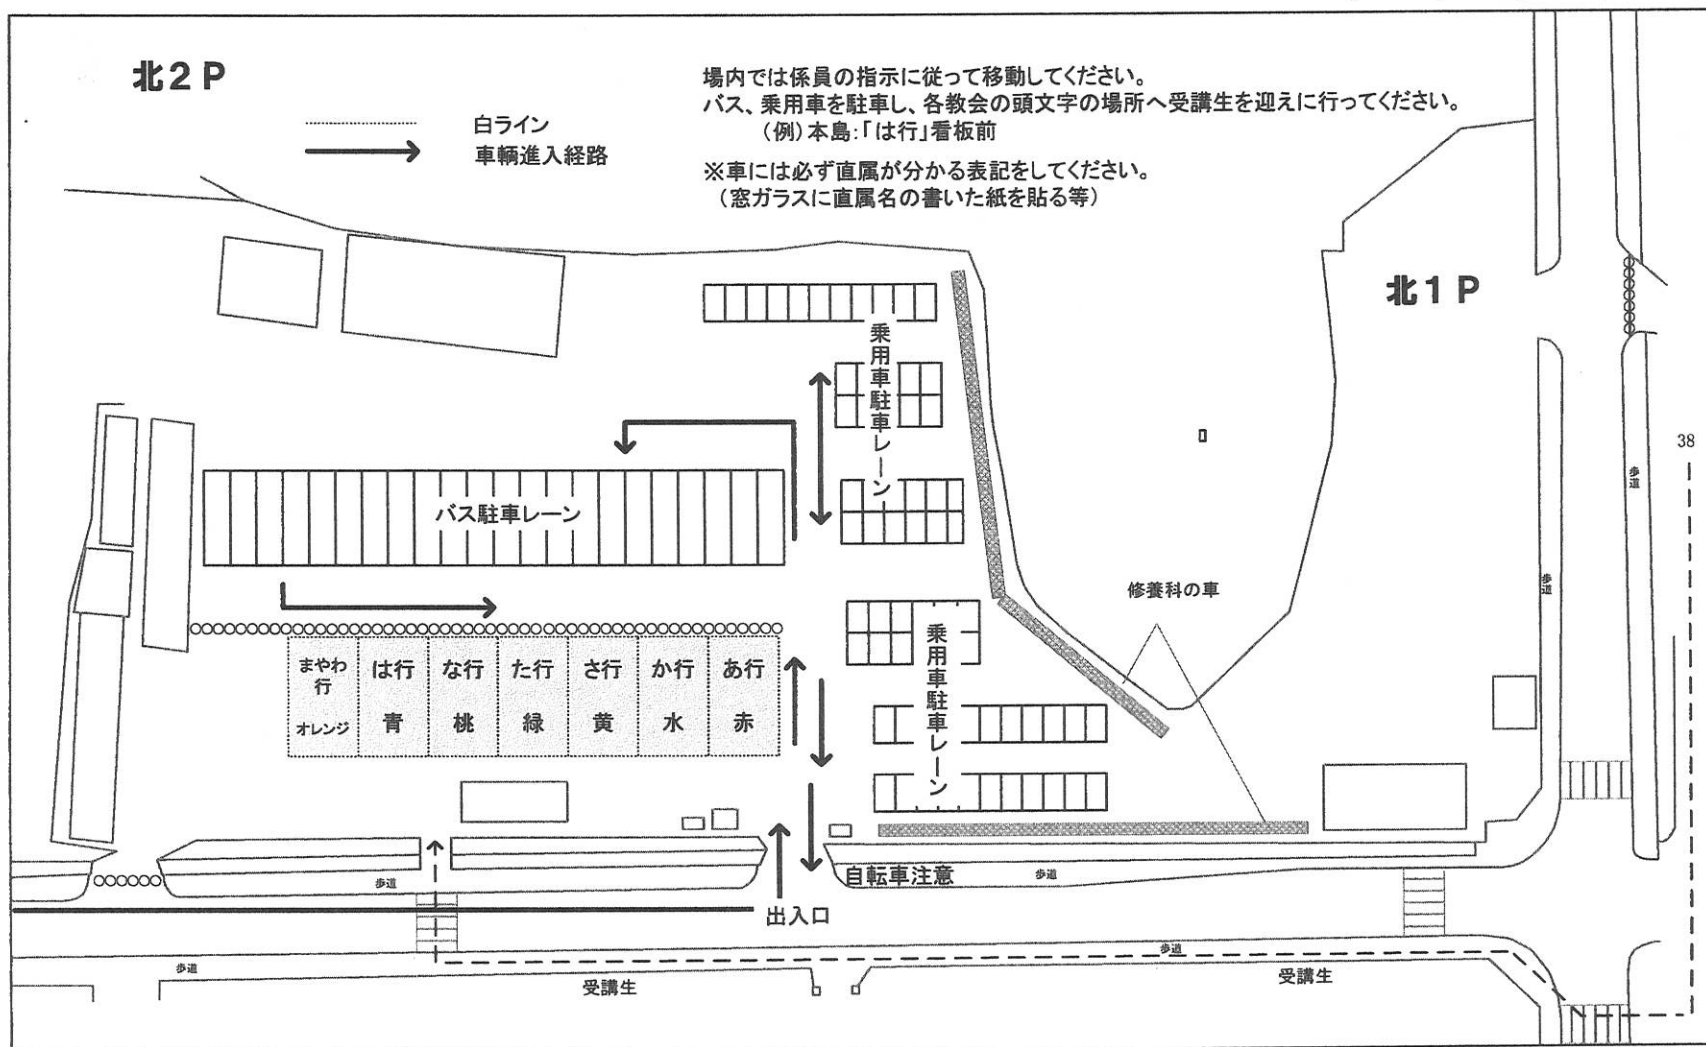 北2P
場内では係員の指示に従って移動してください。
バス、乗用車を駐車し、各教会の頭文字の場所へ受講生を迎えに行ってください。
(例)本島:「は行」看板前
※車には必ず直属が分かる表記をしてください。
(窓ガラスに直属名の書いた紙を貼る等)
白ライン
車輌進入経路
北1P
乗用車駐車レーン
38
歩道
バス駐車レーン
歩道
修養科の車
乗用車駐車レーン
まやわ行
オレンジ
は行
青
な行
桃
た行
緑
さ行
黄
か行
水
あ行
赤
自転車注意
歩道
歩道
出入口
歩道
歩道
受講生
受講生